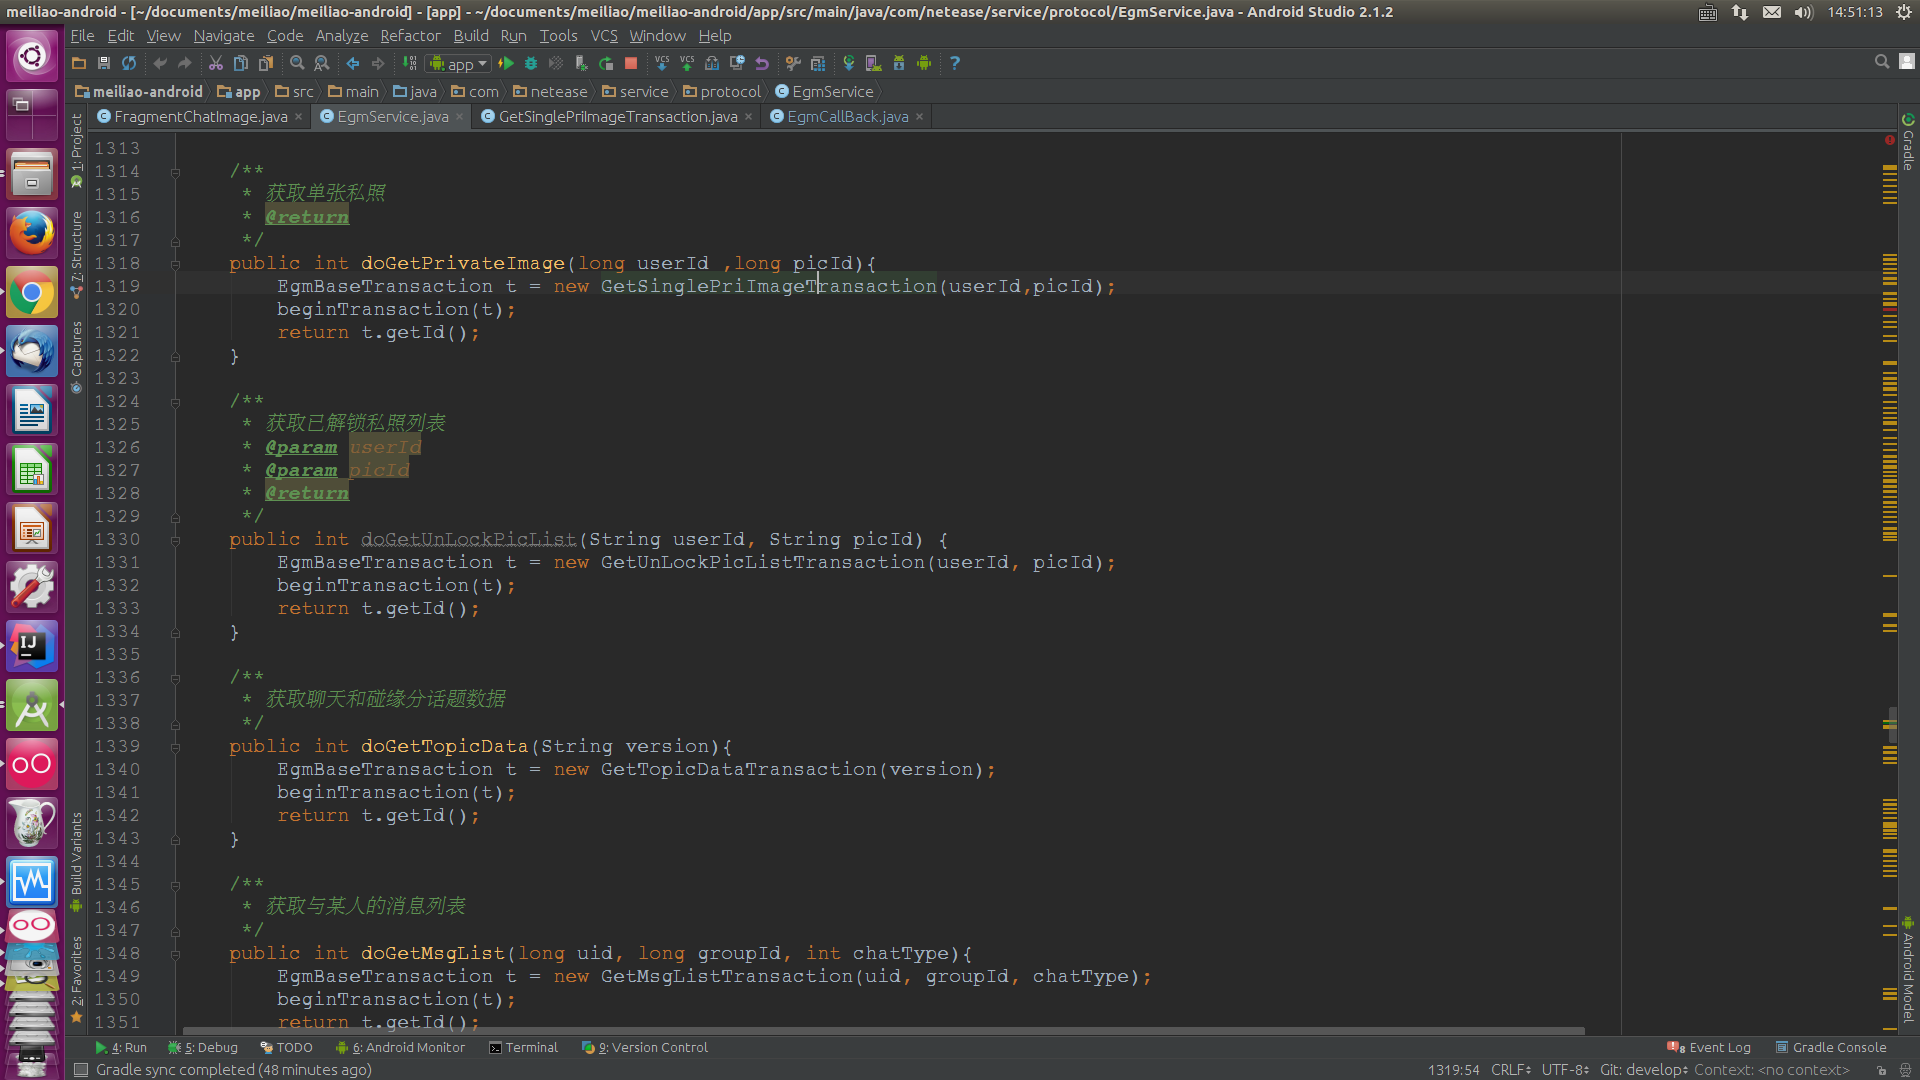 meiliao-android - [~/documents/meiliao/meiliao-android] - [app] - ~/documents/meiliao/meiliao-android/app/src/main/java/com/netease/service/protocol/EgmService.java - Android Studio 2.1.2
14:51:13
File Edit View Navigate Code Analyze Refactor Build Run Tools VCS Window Help
app
meiliao-android app src main java com netease service protocol EgmService
FragmentChatImage.java EgmService.java GetSinglePriImageTransaction.java EgmCallBack.java
1: Project
7: Structure
Captures
Build Variants
2: Favorites
1313
1314 /**
1315 * 获取单张私照
1316 * @return
1317 */
1318 public int doGetPrivateImage(long userId ,long picId){
1319 EgmBaseTransaction t = new GetSinglePriImageTransaction(userId,picId);
1320 beginTransaction(t);
1321 return t.getId();
1322 }
1323
1324 /**
1325 * 获取已解锁私照列表
1326 * @param userId
1327 * @param picId
1328 * @return
1329 */
1330 public int doGetUnLockPicList(String userId, String picId) {
1331 EgmBaseTransaction t = new GetUnLockPicListTransaction(userId, picId);
1332 beginTransaction(t);
1333 return t.getId();
1334 }
1335
1336 /**
1337 * 获取聊天和碰缘分话题数据
1338 */
1339 public int doGetTopicData(String version){
1340 EgmBaseTransaction t = new GetTopicDataTransaction(version);
1341 beginTransaction(t);
1342 return t.getId();
1343 }
1344
1345 /**
1346 * 获取与某人的消息列表
1347 */
1348 public int doGetMsgList(long uid, long groupId, int chatType){
1349 EgmBaseTransaction t = new GetMsgListTransaction(uid, groupId, chatType);
1350 beginTransaction(t);
1351 return t.getId();
Gradle
Android Model
4: Run 5: Debug TODO 6: Android Monitor Terminal 9: Version Control 8 Event Log Gradle Console
Gradle sync completed (48 minutes ago) 1319:54 CRLF UTF-8 Git: develop Context: <no context>